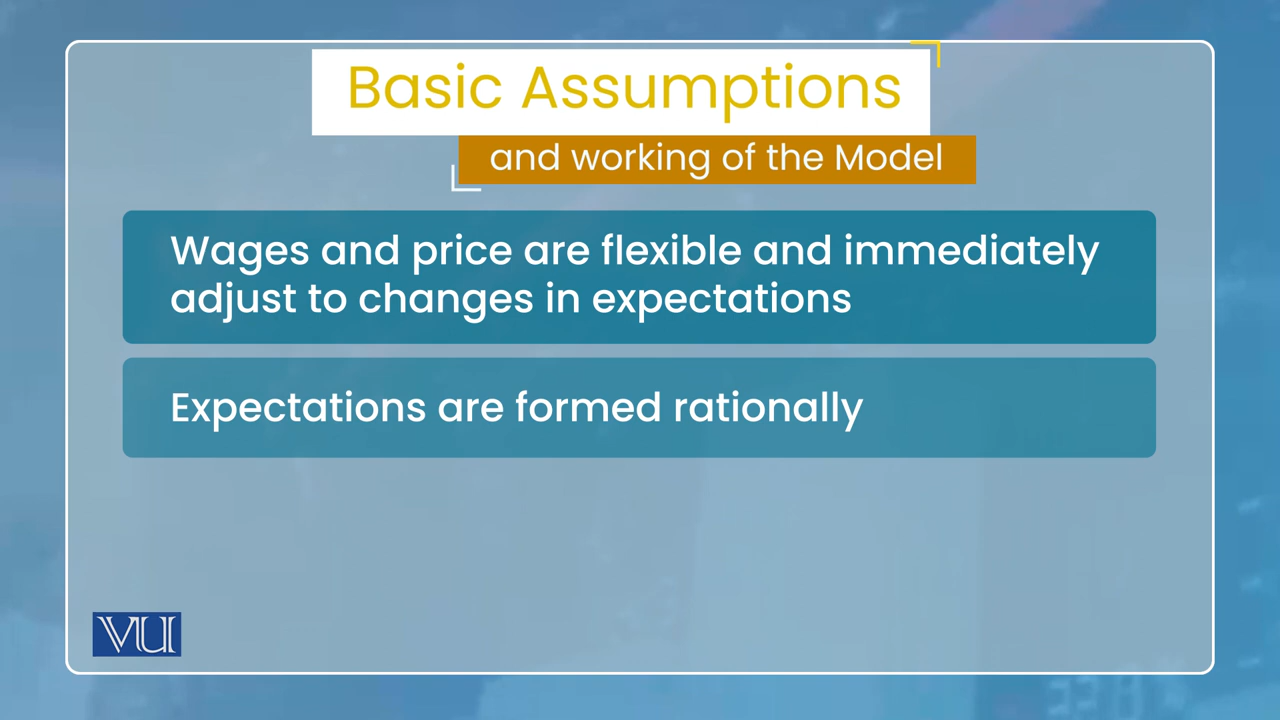 Basic Assumptions
and working of the Model
Wages and price are flexible and immediately
adjust to changes in expectations
Expectations are formed rationally
VU